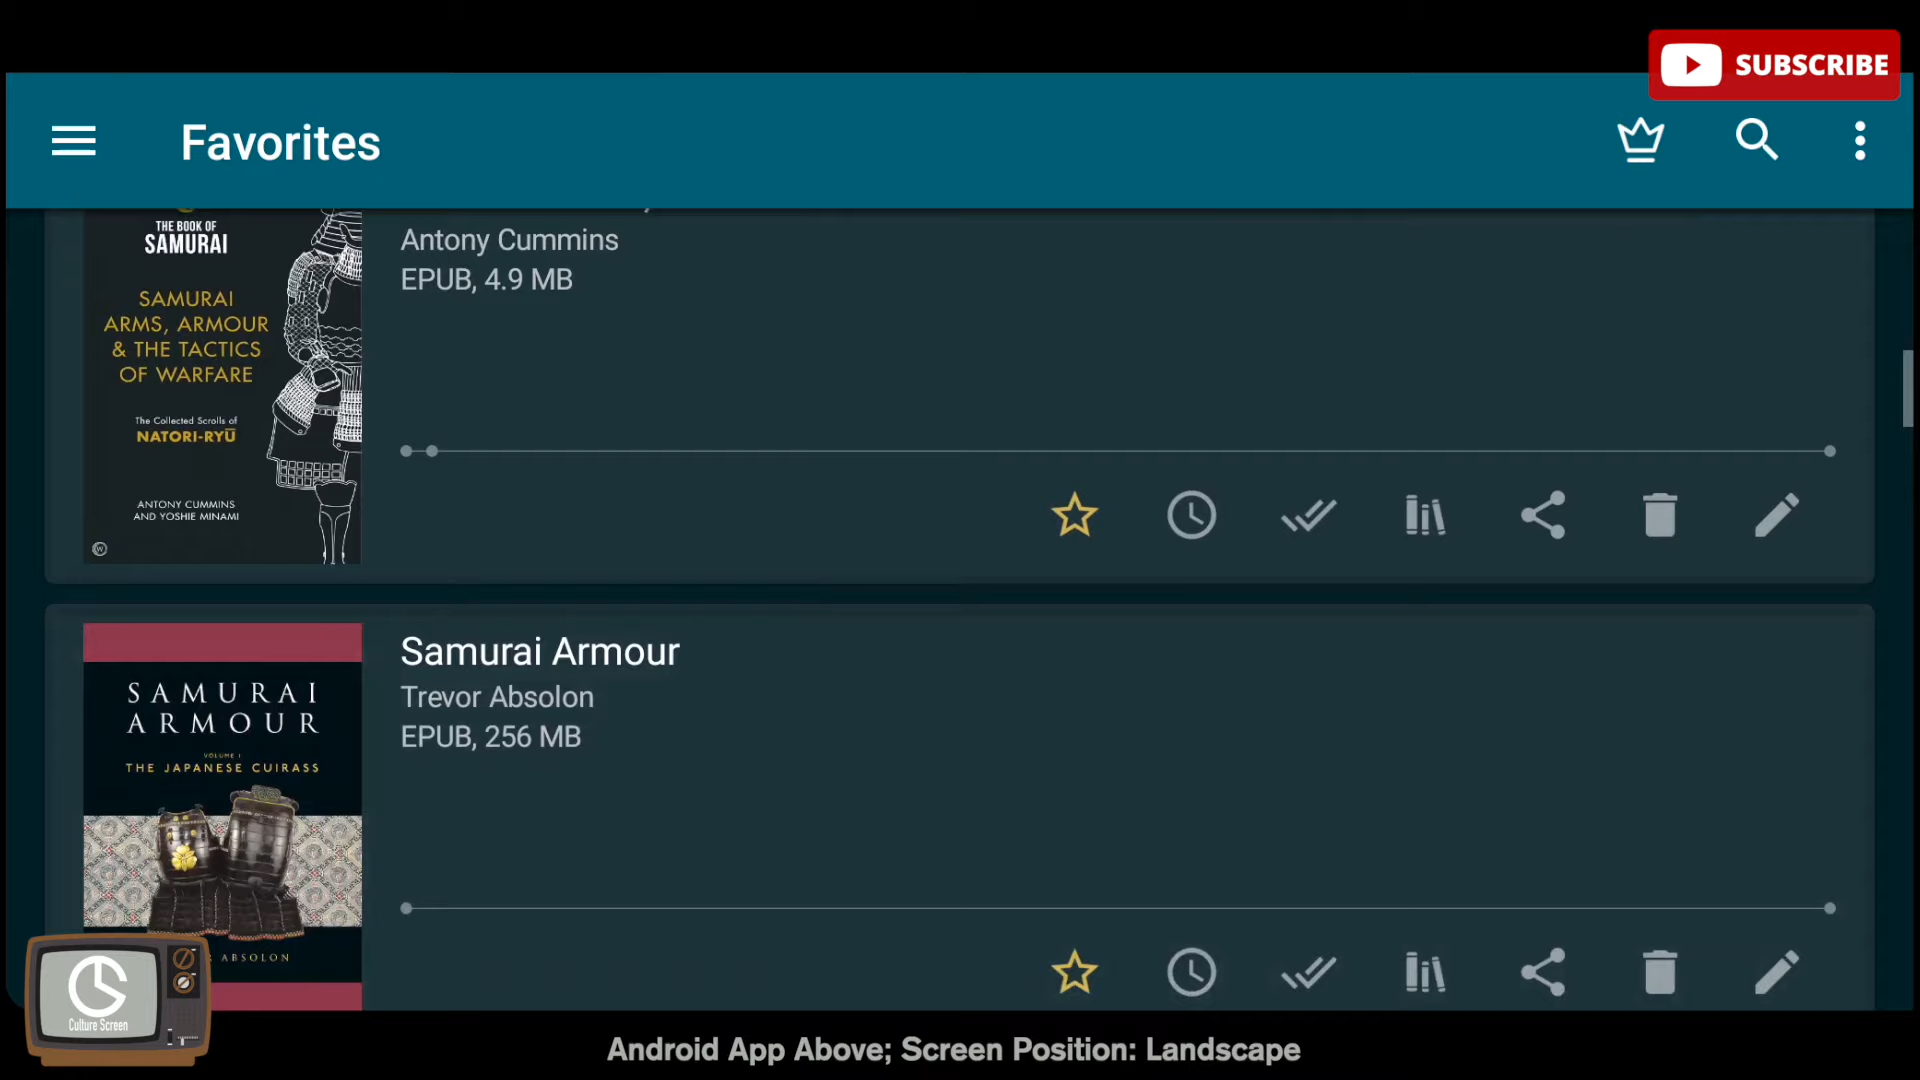 SUBSCRIBE
Favorites
THE BOOK OF
SAMURAI
SAMURAI
ARMS, ARMOUR
& THE TACTICS
OF WARFARE
The Collected Scrolls of
NATORI-RYŪ
ANTONY CUMMINS
AND YOSHIE MINAMI
Antony Cummins
EPUB, 4.9 MB
SAMURAI
ARMOUR
VOLUME I
THE JAPANESE CUIRASS
ABSOLON
Samurai Armour
Trevor Absolon
EPUB, 256 MB
Culture Screen
Android App Above; Screen Position: Landscape